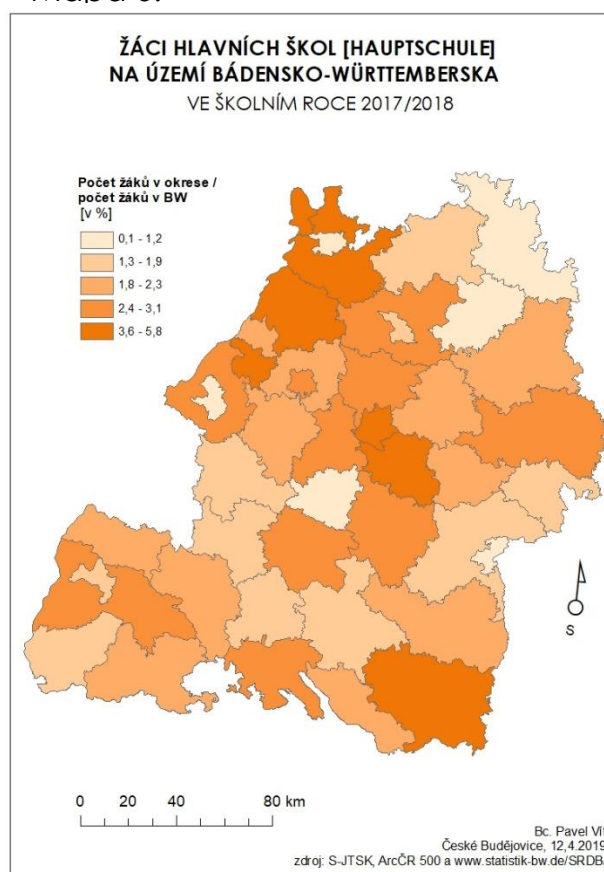 ŽÁCI HLAVNÍCH ŠKOL [HAUPTSCHULE]
NA ÚZEMÍ BÁDENSKO-WÜRTTEMBERSKA
VE ŠKOLNÍM ROCE 2017/2018
Počet žáků v okrese /
počet žáků v BW
[v %]
0,1 - 1,2
1,3 - 1,9
1,8 - 2,3
2,4 - 3,1
3,6 - 5,8
S
0 20 40 80 km
Bc. Pavel
České Budějovice, 12,4.2019
zdroj: S-JTSK, ArcČR 500 a www.statistik-bw.de/SRDB/